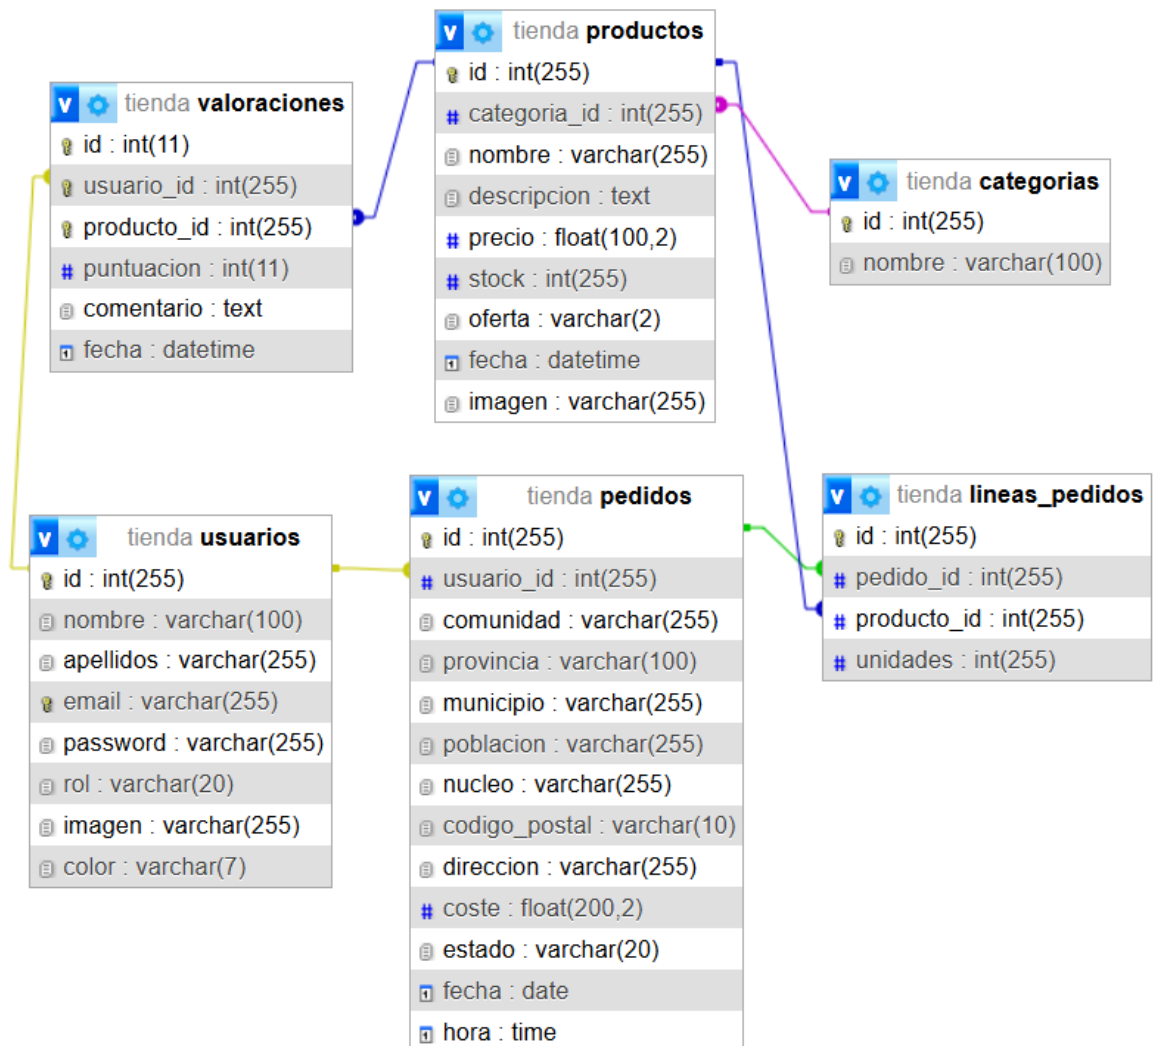 v tienda productos
id : int(255)
categoria_id : int(255)
nombre : varchar(255)
descripcion : text
precio : float(100,2)
stock : int(255)
oferta : varchar(2)
fecha : datetime
imagen : varchar(255)
v tienda valoraciones
id : int(11)
usuario_id : int(255)
producto_id : int(255)
puntuacion : int(11)
comentario : text
fecha : datetime
v tienda categorias
id : int(255)
nombre : varchar(100)
v tienda usuarios
id : int(255)
nombre : varchar(100)
apellidos : varchar(255)
email : varchar(255)
password : varchar(255)
rol : varchar(20)
imagen : varchar(255)
color : varchar(7)
v tienda pedidos
id : int(255)
usuario_id : int(255)
comunidad : varchar(255)
provincia : varchar(100)
municipio : varchar(255)
poblacion : varchar(255)
nucleo : varchar(255)
codigo_postal : varchar(10)
direccion : varchar(255)
coste : float(200,2)
estado : varchar(20)
fecha : date
hora : time
v tienda lineas_pedidos
id : int(255)
pedido_id : int(255)
producto_id : int(255)
unidades : int(255)